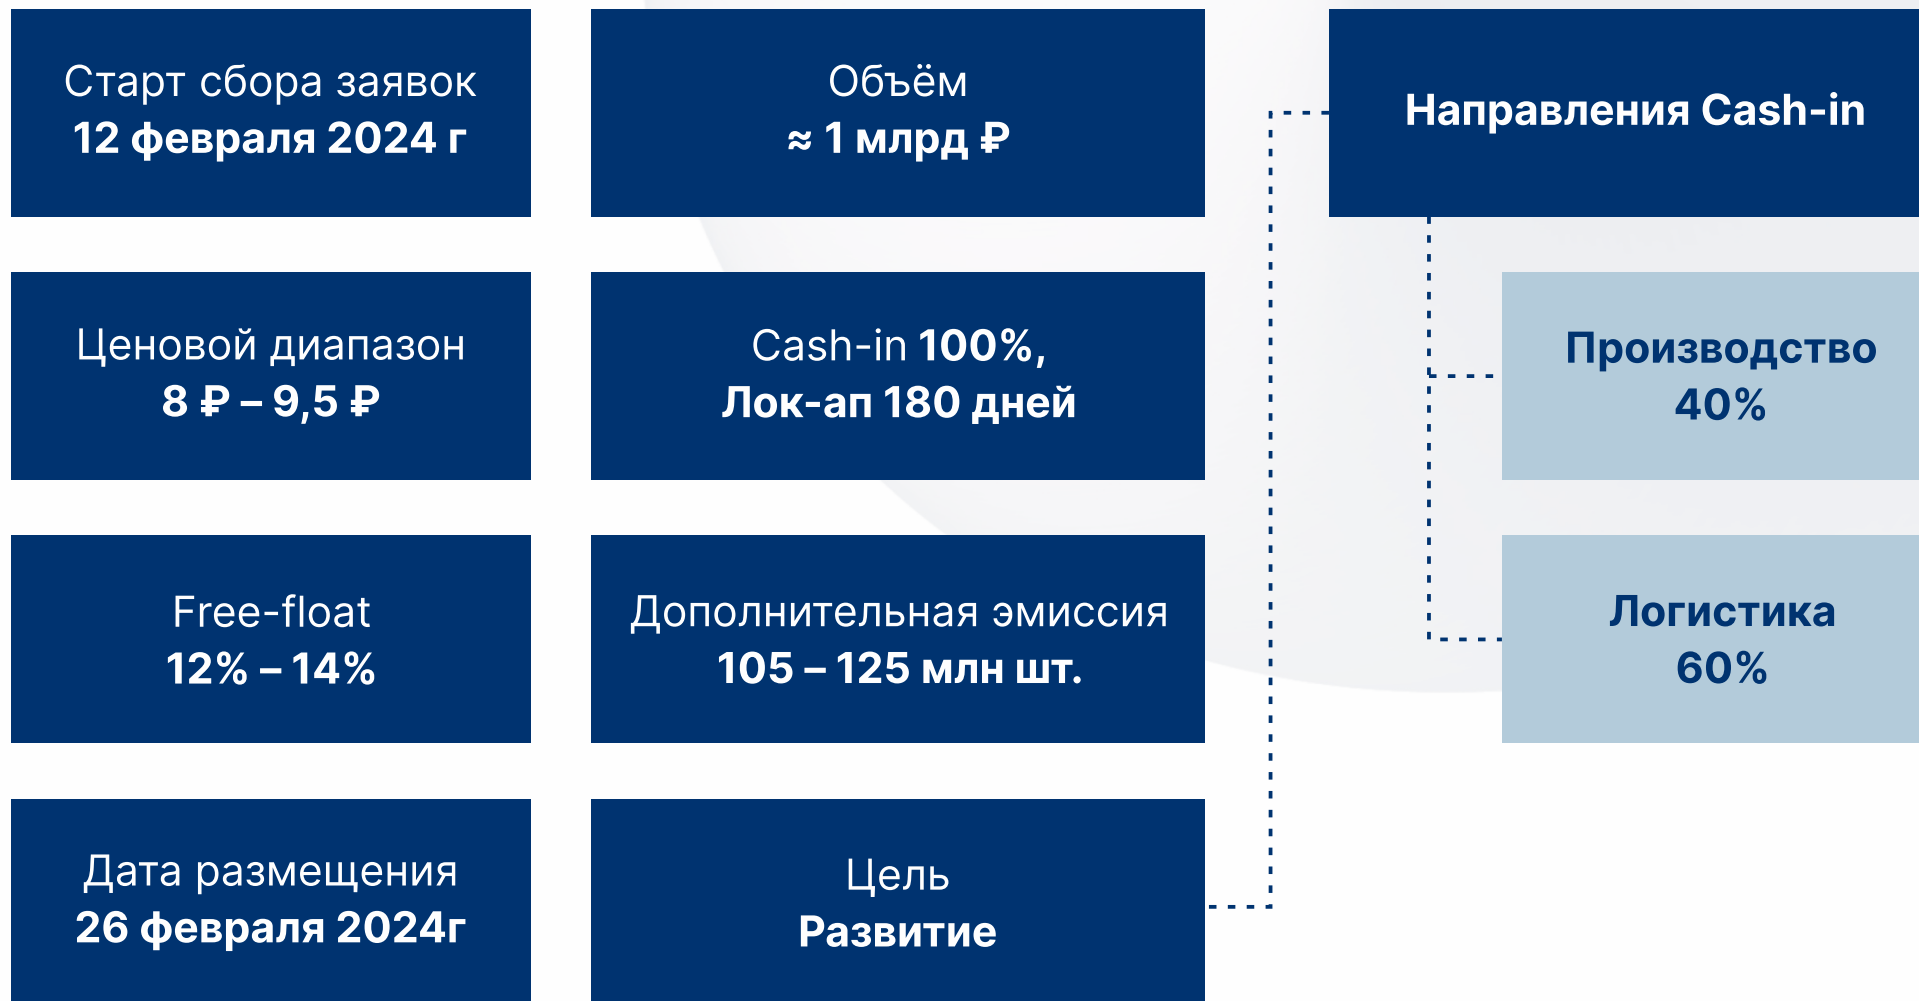 Старт сбора заявок
12 февраля 2024 г
Объём
≈ 1 млрд ₽
Направления Cash-in
Ценовой диапазон
8 ₽ – 9,5 ₽
Cash-in 100%,
Лок-ап 180 дней
Производство
40%
Free-float
12% – 14%
Дополнительная эмиссия
105 – 125 млн шт.
Логистика
60%
Дата размещения
26 февраля 2024г
Цель
Развитие